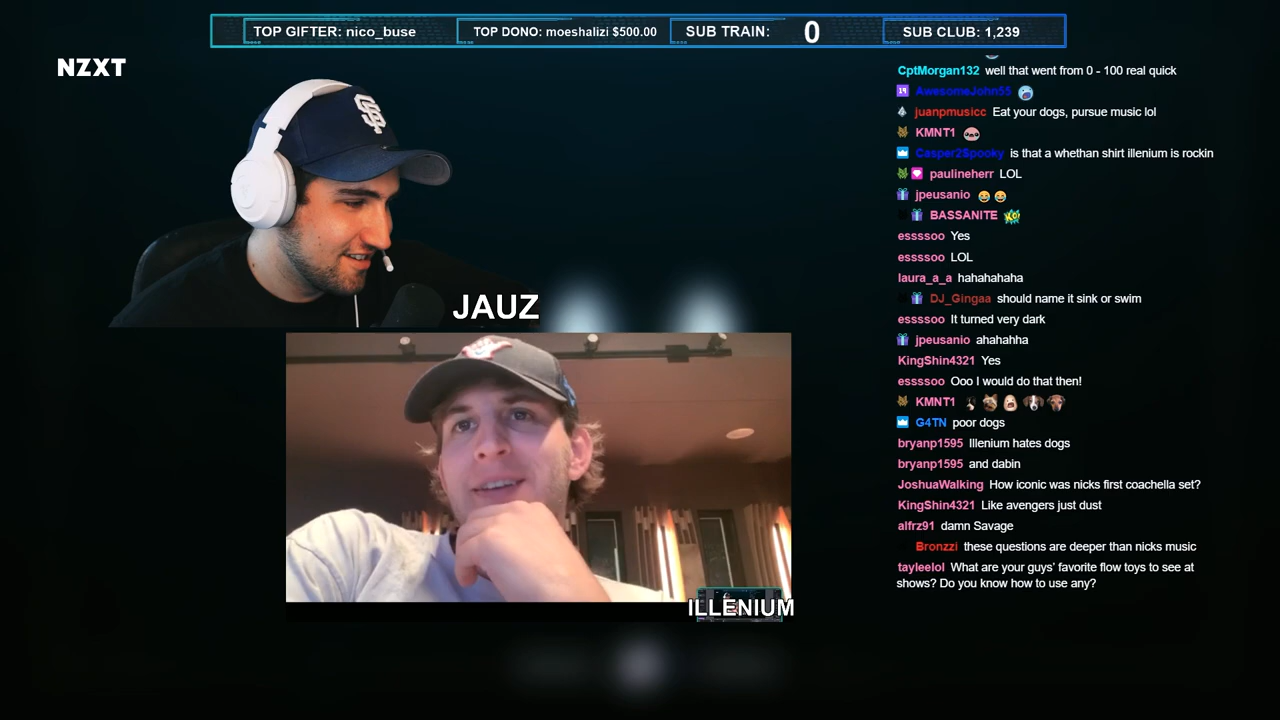 TOP GIFTER: nico_buse
TOP DONO: moeshalizi $500.00
SUB TRAIN: 0
SUB CLUB: 1,239
NZXT
SF
JAUZ
ILLENIUM
CptMorgan132 well that went from 0 - 100 real quick
AwesomeJohn55
juanpmusicc Eat your dogs, pursue music lol
KMNT1
Casper2Spooky is that a whethan shirt illenium is rockin
paulineherr LOL
jpeusanio
BASSANITE KO!
essssoo Yes
essssoo LOL
laura_a_a hahahahaha
DJ_Gingaa should name it sink or swim
essssoo It turned very dark
jpeusanio ahahahha
KingShin4321 Yes
essssoo Ooo I would do that then!
KMNT1
G4TN poor dogs
bryanp1595 Illenium hates dogs
bryanp1595 and dabin
JoshuaWalking How iconic was nicks first coachella set?
KingShin4321 Like avengers just dust
alfrz91 damn Savage
Bronzzi these questions are deeper than nicks music
tayleelol What are your guys' favorite flow toys to see at
shows? Do you know how to use any?